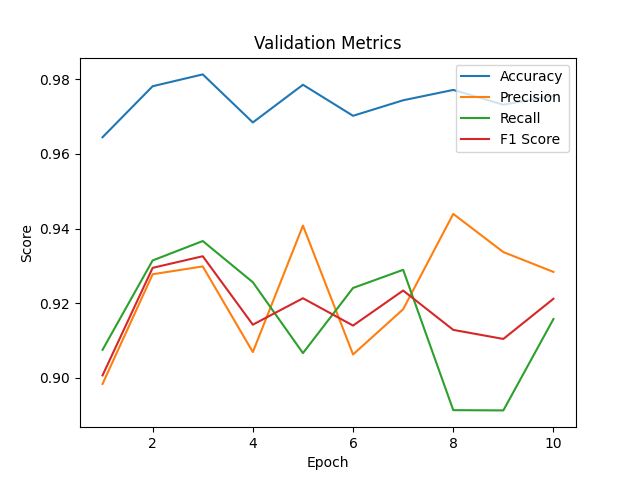 Validation Metrics
Accuracy
Precision
Recall
F1 Score
Score
0.98
0.96
0.94
0.92
0.90
2
4
6
8
10
Epoch